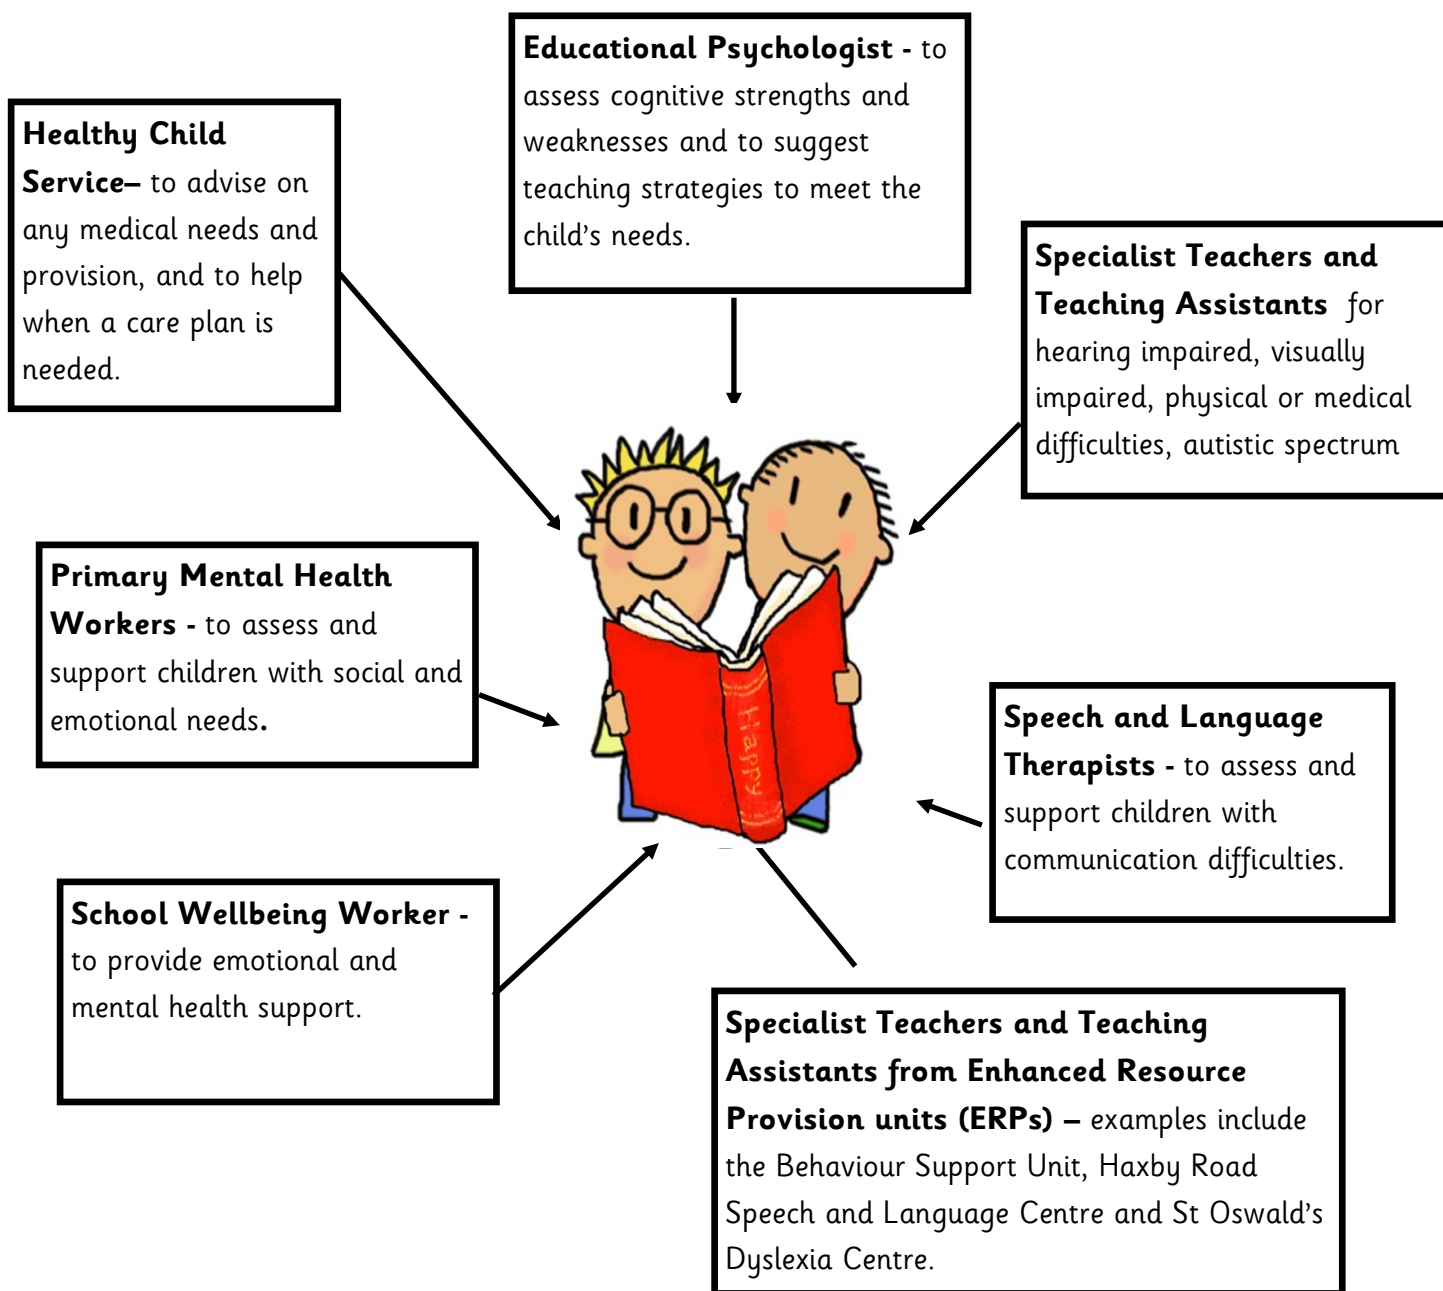 Educational Psychologist - to
assess cognitive strengths and
weaknesses and to suggest
teaching strategies to meet the
child’s needs.
Healthy Child
Service– to advise on
any medical needs and
provision, and to help
when a care plan is
needed.
Specialist Teachers and
Teaching Assistants for
hearing impaired, visually
impaired, physical or medical
difficulties, autistic spectrum
Primary Mental Health
Workers - to assess and
support children with social and
emotional needs.
Happy
Speech and Language
Therapists - to assess and
support children with
communication difficulties.
School Wellbeing Worker -
to provide emotional and
mental health support.
Specialist Teachers and Teaching
Assistants from Enhanced Resource
Provision units (ERPs) – examples include
the Behaviour Support Unit, Haxby Road
Speech and Language Centre and St Oswald’s
Dyslexia Centre.